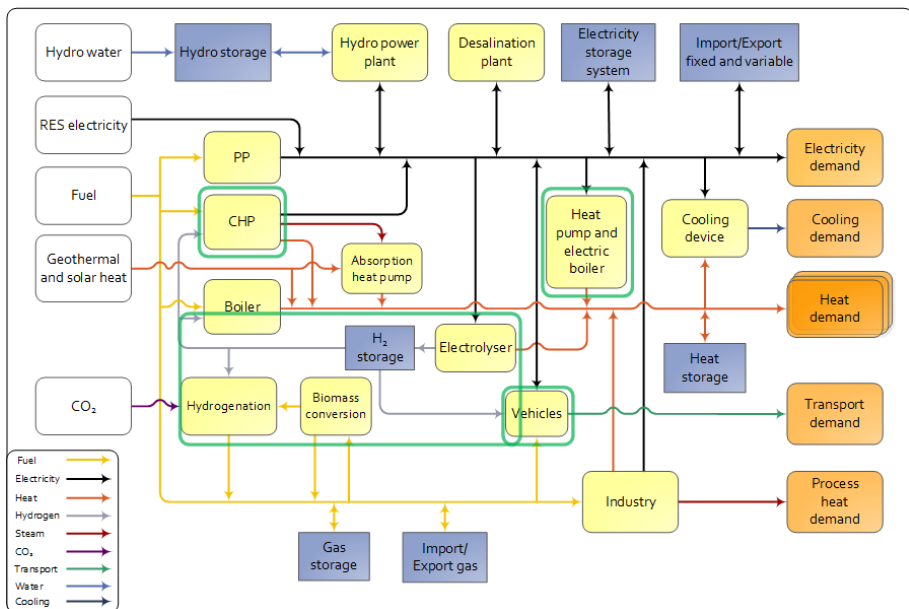 Hydro water
Hydro storage
Hydro power
plant
Desalination
plant
Electricity
storage
system
Import/Export
fixed and variable
RES electricity
PP
Electricity
demand
Fuel
CHP
Heat
pump and
electric
boiler
Cooling
device
Cooling
demand
Geothermal
and solar heat
Absorption
heat pump
Boiler
Heat
demand
H₂
storage
Electrolyser
Heat
storage
CO₂
Hydrogenation
Biomass
conversion
Vehicles
Transport
demand
Industry
Process
heat
demand
Gas
storage
Import/
Export gas
Fuel
Electricity
Heat
Hydrogen
Steam
CO₂
Transport
Water
Cooling